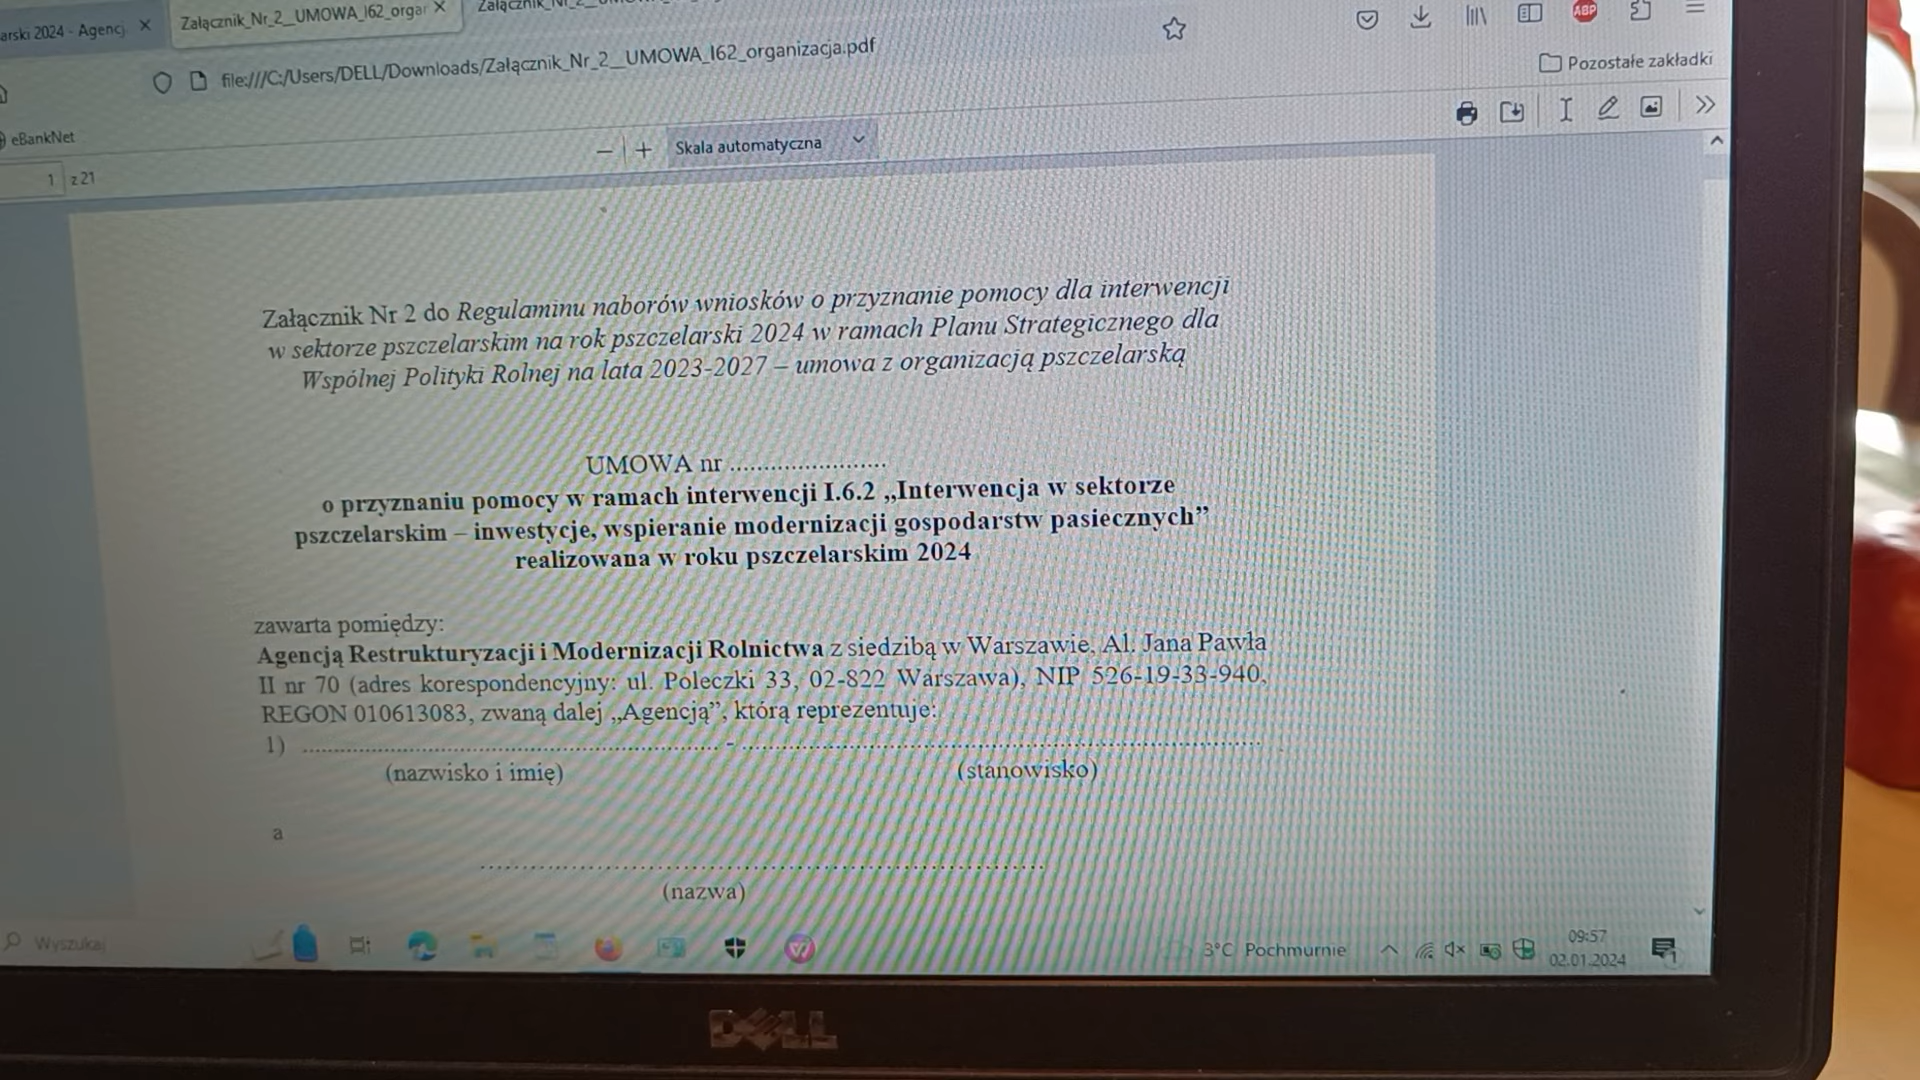 arski 2024 - Agencj
Załącznik_Nr_2__UMOWA_I62_organ
file:///C:/Users/DELL/Downloads/Załącznik_Nr_2__UMOWA_I62_organizacja.pdf
ABP
Pozostałe zakładki
eBankNet
1 z 21
Skala automatyczna
Załącznik Nr 2 do Regulaminu naborów wniosków o przyznanie pomocy dla interwencji
w sektorze pszczelarskim na rok pszczelarski 2024 w ramach Planu Strategicznego dla
Wspólnej Polityki Rolnej na lata 2023-2027 – umowa z organizacją pszczelarską
UMOWA nr .......................
o przyznaniu pomocy w ramach interwencji I.6.2 „Interwencja w sektorze
pszczelarskim – inwestycje, wspieranie modernizacji gospodarstw pasiecznych”
realizowana w roku pszczelarskim 2024
zawarta pomiędzy:
Agencją Restrukturyzacji i Modernizacji Rolnictwa z siedzibą w Warszawie, Al. Jana Pawła
II nr 70 (adres korespondencyjny: ul. Poleczki 33, 02-822 Warszawa), NIP 526-19-33-940,
REGON 010613083, zwaną dalej „Agencją”, którą reprezentuje:
1) ............................................................... - ...............................................................................
(nazwisko i imię) (stanowisko)
a
.....................................................................................
(nazwa)
Wyszukaj
3°C Pochmurnie
09:57
02.01.2024
1
DELL